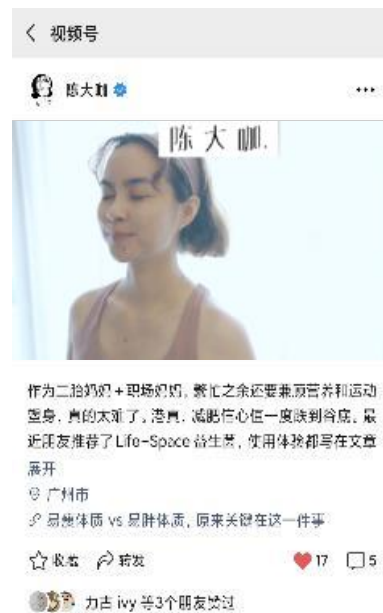 视频号
陈大咖
陈大咖.
作为二胎妈妈+职场妈妈，繁忙之余还要兼顾营养和运动
塑身，真的太难了。港真，减肥信心值一度跌到谷底。最
近朋友推荐了Life-Space益生菌，使用体验都写在文章
展开
广州市
易瘦体质 vs 易胖体质，原来关键在这一件事
收藏 转发 17 5
力古 ivy 等3个朋友赞过